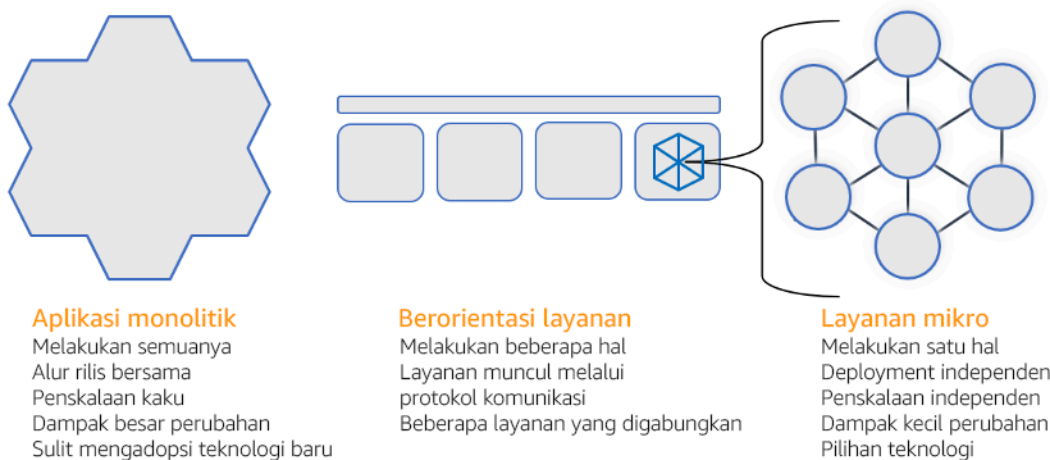 Aplikasi monolitik
Melakukan semuanya
Alur rilis bersama
Penskalaan kaku
Dampak besar perubahan
Sulit mengadopsi teknologi baru
Berorientasi layanan
Melakukan beberapa hal
Layanan muncul melalui
protokol komunikasi
Beberapa layanan yang digabungkan
Layanan mikro
Melakukan satu hal
Deployment independen
Penskalaan independen
Dampak kecil perubahan
Pilihan teknologi